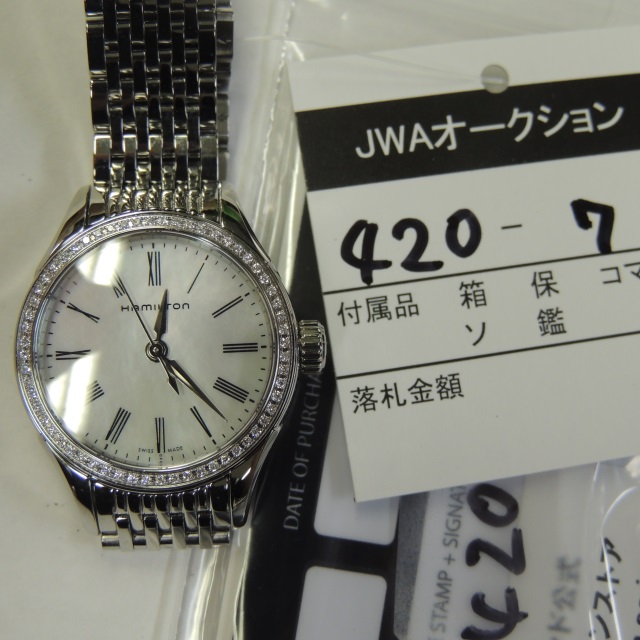 HAMILTON
SWISS MADE
JWAオークション
420-7
付属品 箱 保 コマ
ソ 鑑
落札金額
DATE OF PURCHA
STAMP + SIGNAT
420